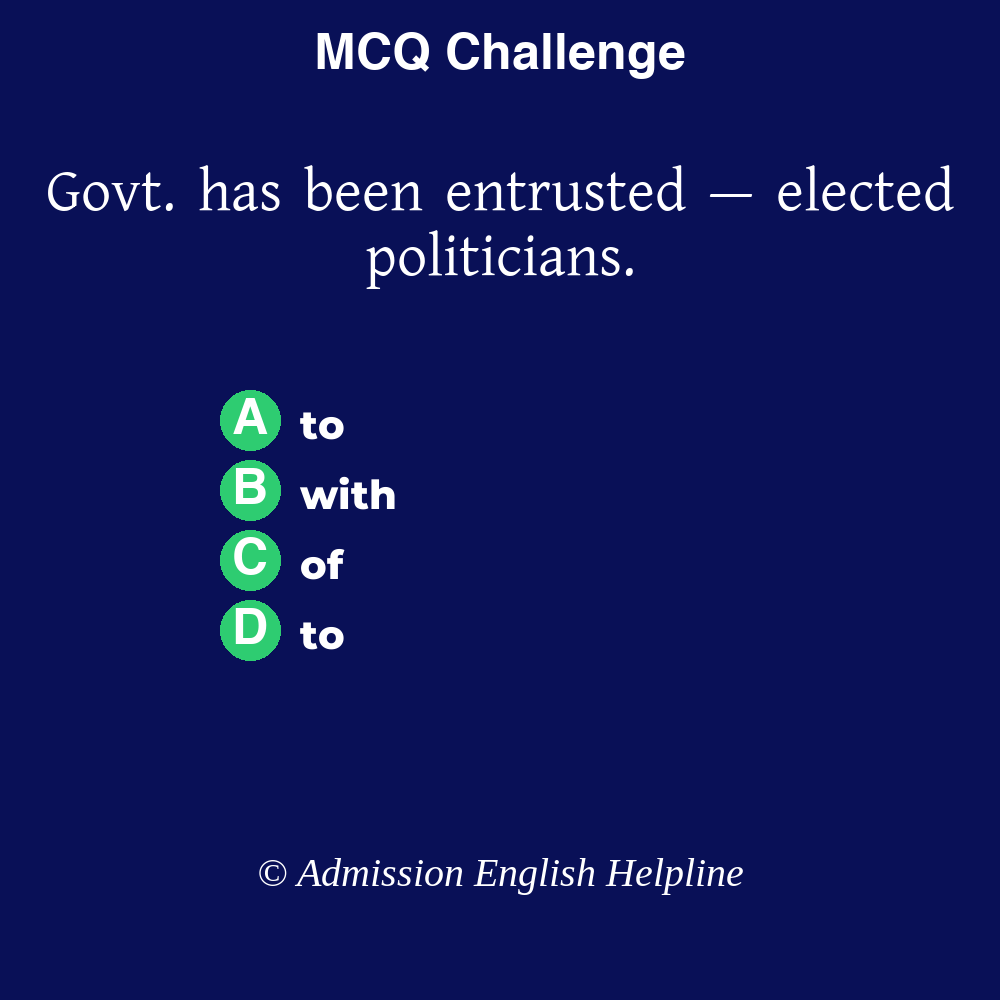 MCQ Challenge
Govt. has been entrusted — elected
politicians.
A to
B with
C of
D to
© Admission English Helpline